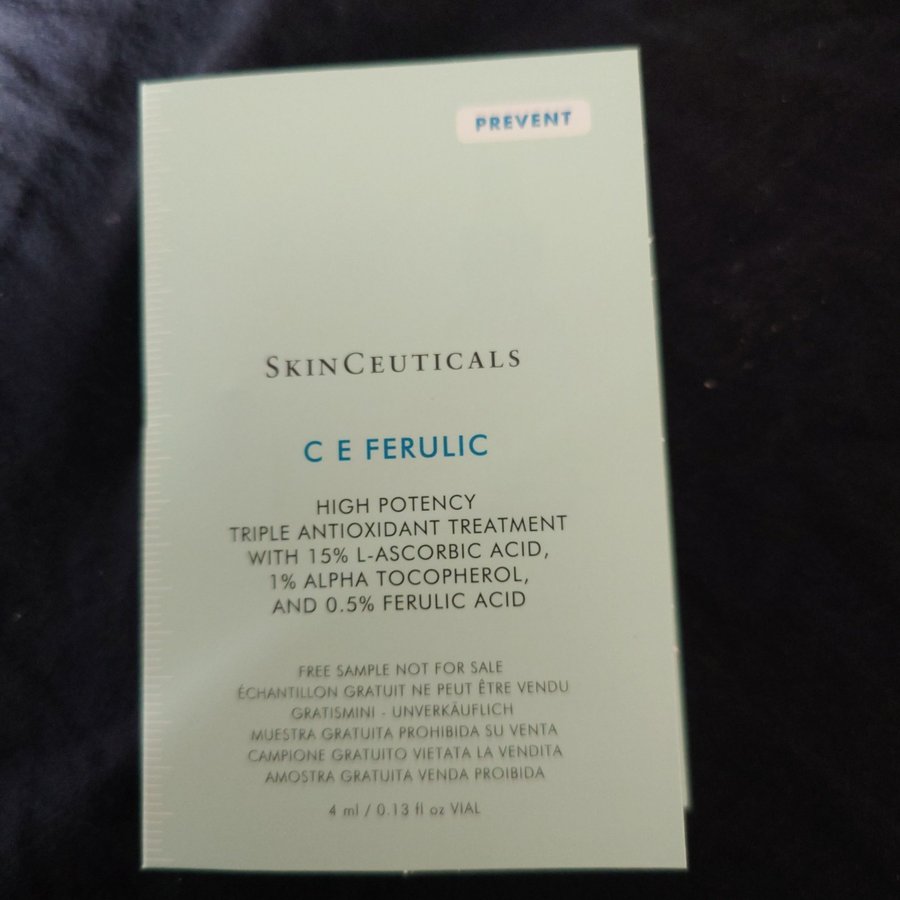 PREVENT
SKINCEUTICALS
C E FERULIC
HIGH POTENCY
TRIPLE ANTIOXIDANT TREATMENT
WITH 15% L-ASCORBIC ACID,
1% ALPHA TOCOPHEROL,
AND 0.5% FERULIC ACID
FREE SAMPLE NOT FOR SALE
ÉCHANTILLON GRATUIT NE PEUT ÊTRE VENDU
GRATISMINI - UNVERKÄUFLICH
MUESTRA GRATUITA PROHIBIDA SU VENTA
CAMPIONE GRATUITO VIETATA LA VENDITA
AMOSTRA GRATUITA VENDA PROIBIDA
4 ml / 0.13 fl oz VIAL